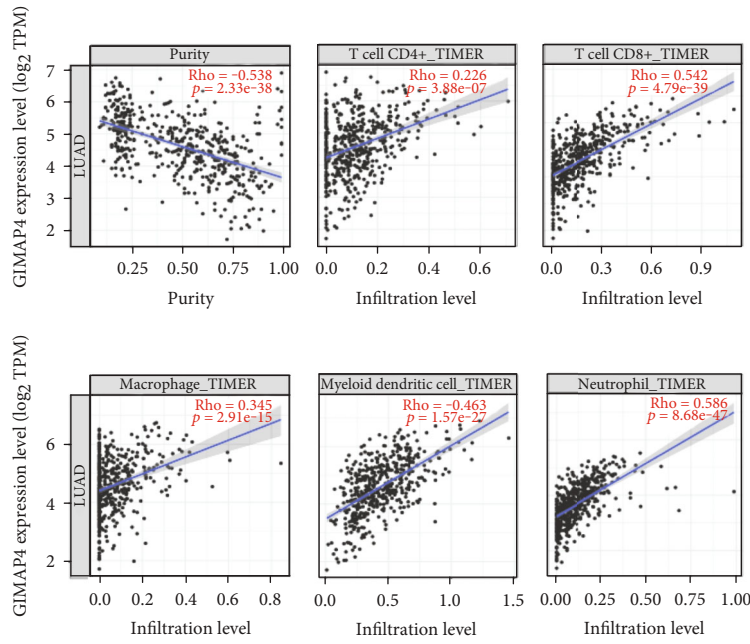 GIMAP4 expression level (log2 TPM)
Purity
Rho = –0.538
p = 2.33e–38
LUAD
7
6
5
4
3
2
0.25 0.50 0.75 1.00
Purity
T cell CD4+_TIMER
Rho = 0.226
p = 3.88e–07
0.0 0.2 0.4 0.6
Infiltration level
T cell CD8+_TIMER
Rho = 0.542
p = 4.79e–39
0.0 0.3 0.6 0.9
Infiltration level
GIMAP4 expression level (log2 TPM)
Macrophage_TIMER
Rho = 0.345
p = 2.91e–15
LUAD
6
4
2
0.0 0.2 0.4 0.6 0.8
Infiltration level
Myeloid dendritic cell_TIMER
Rho = –0.463
p = 1.57e–27
0.0 0.5 1.0 1.5
Infiltration level
Neutrophil_TIMER
Rho = 0.586
p = 8.68e–47
0.00 0.25 0.50 0.75 1.00
Infiltration level